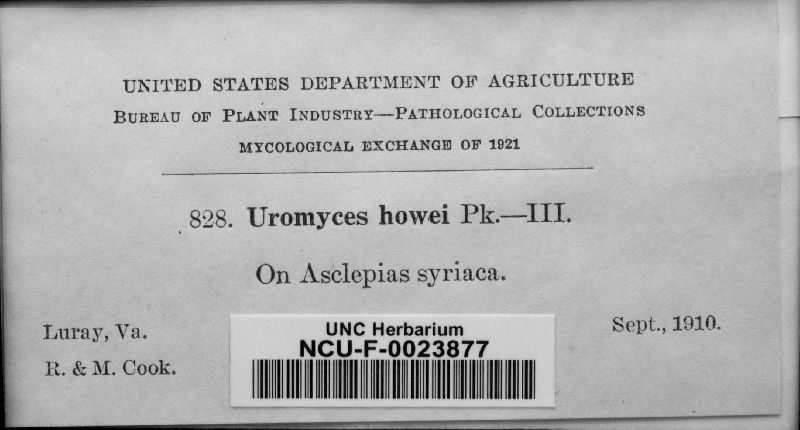 UNITED STATES DEPARTMENT OF AGRICULTURE
BUREAU OF PLANT INDUSTRY—PATHOLOGICAL COLLECTIONS
MYCOLOGICAL EXCHANGE OF 1921
828. Uromyces howei Pk.—III.
On Asclepias syriaca.
Luray, Va.
Sept., 1910.
R. & M. Cook.
UNC Herbarium
NCU-F-0023877